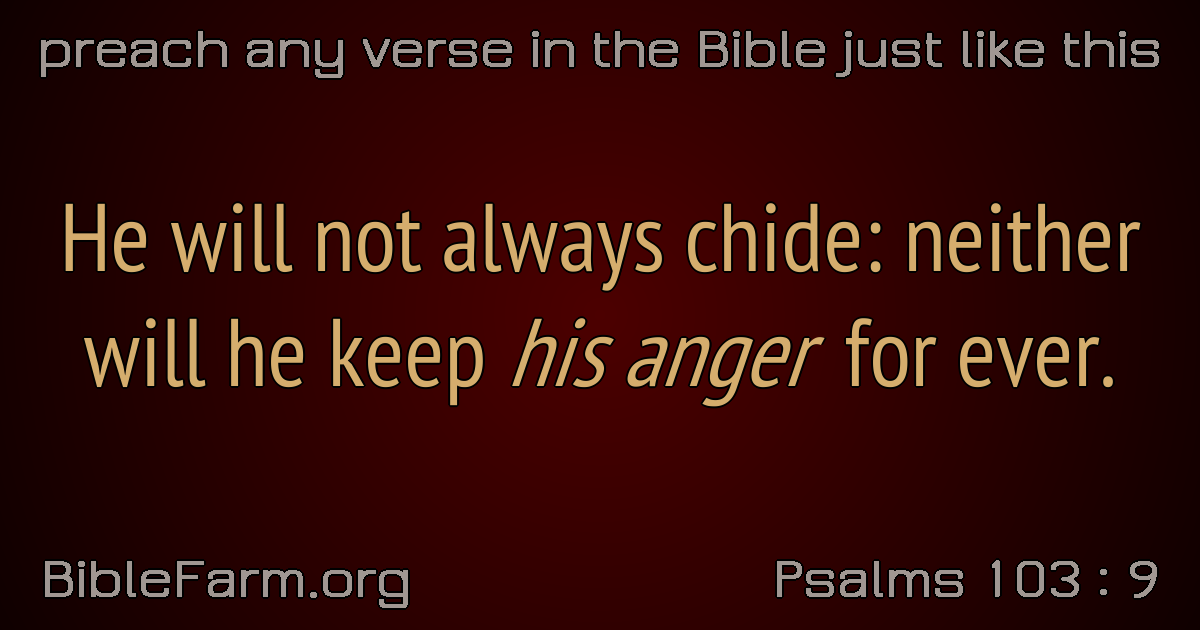 preach any verse in the Bible just like this
He will not always chide: neither
will he keep his anger for ever.
BibleFarm.org
Psalms 103 : 9